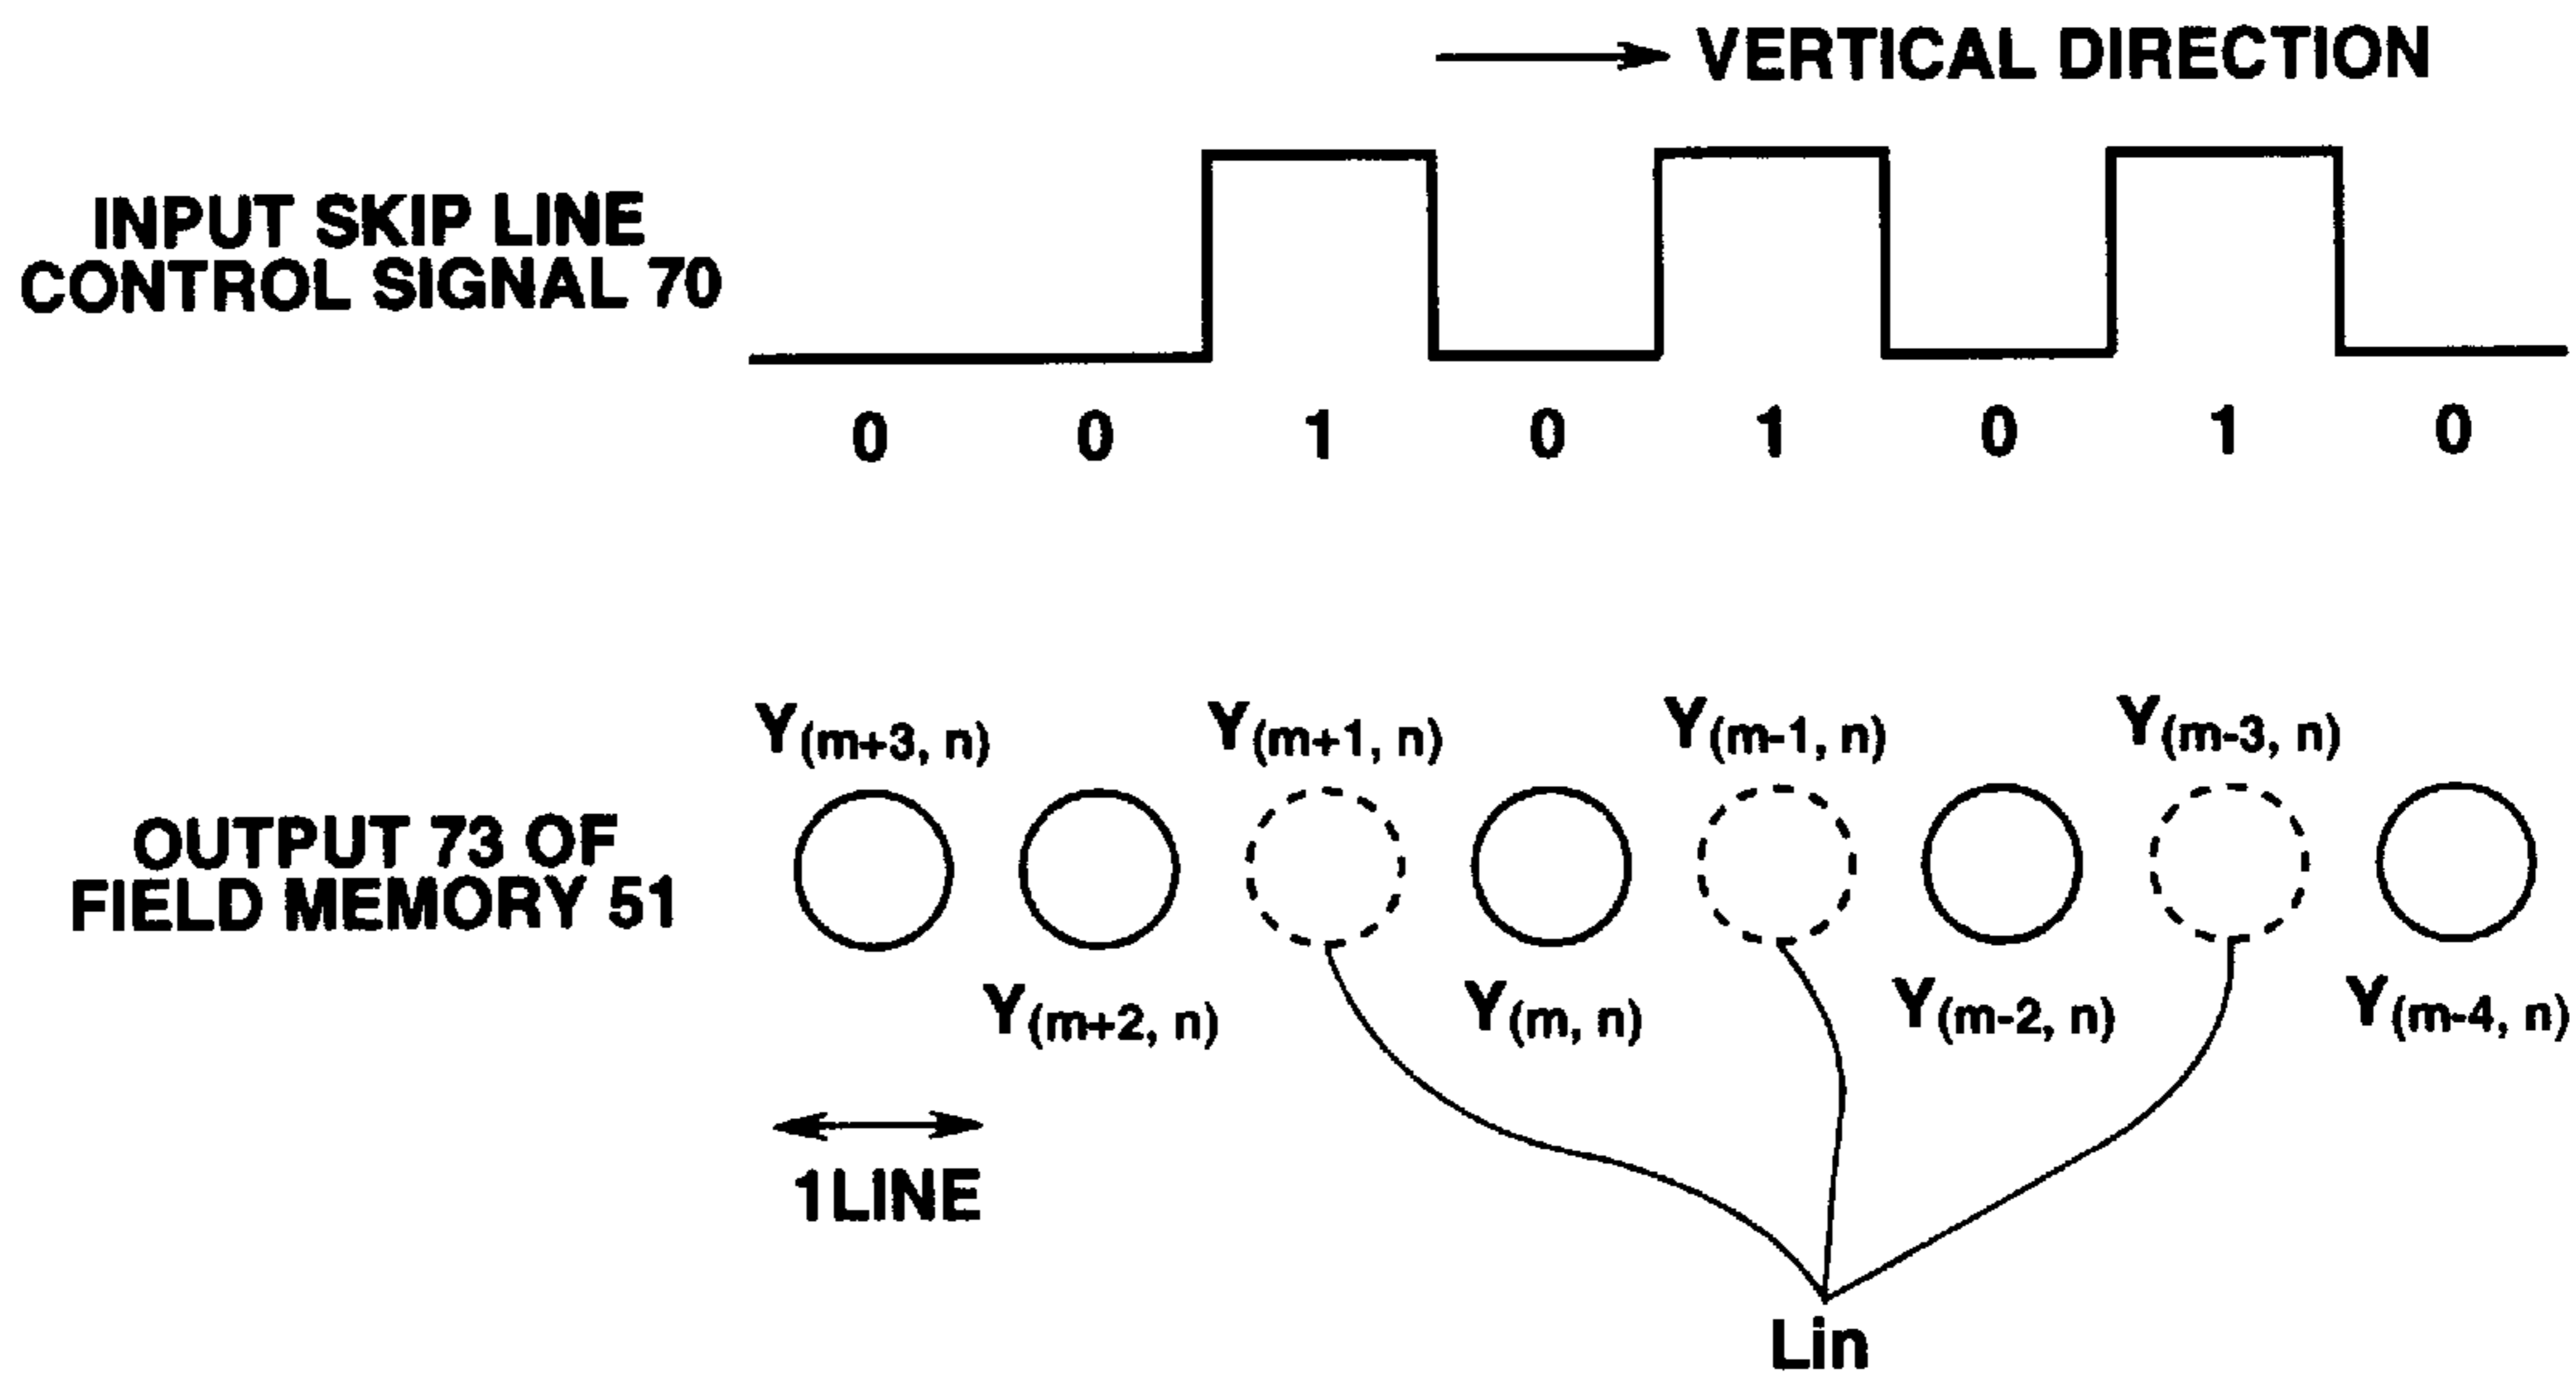 VERTICAL DIRECTION
INPUT SKIP LINE
CONTROL SIGNAL 70
0 0 1 0 1 0 1 0
Y(m+3, n) Y(m+1, n) Y(m-1, n) Y(m-3, n)
OUTPUT 73 OF
FIELD MEMORY 51
Y(m+2, n) Y(m, n) Y(m-2, n) Y(m-4, n)
1LINE
Lin